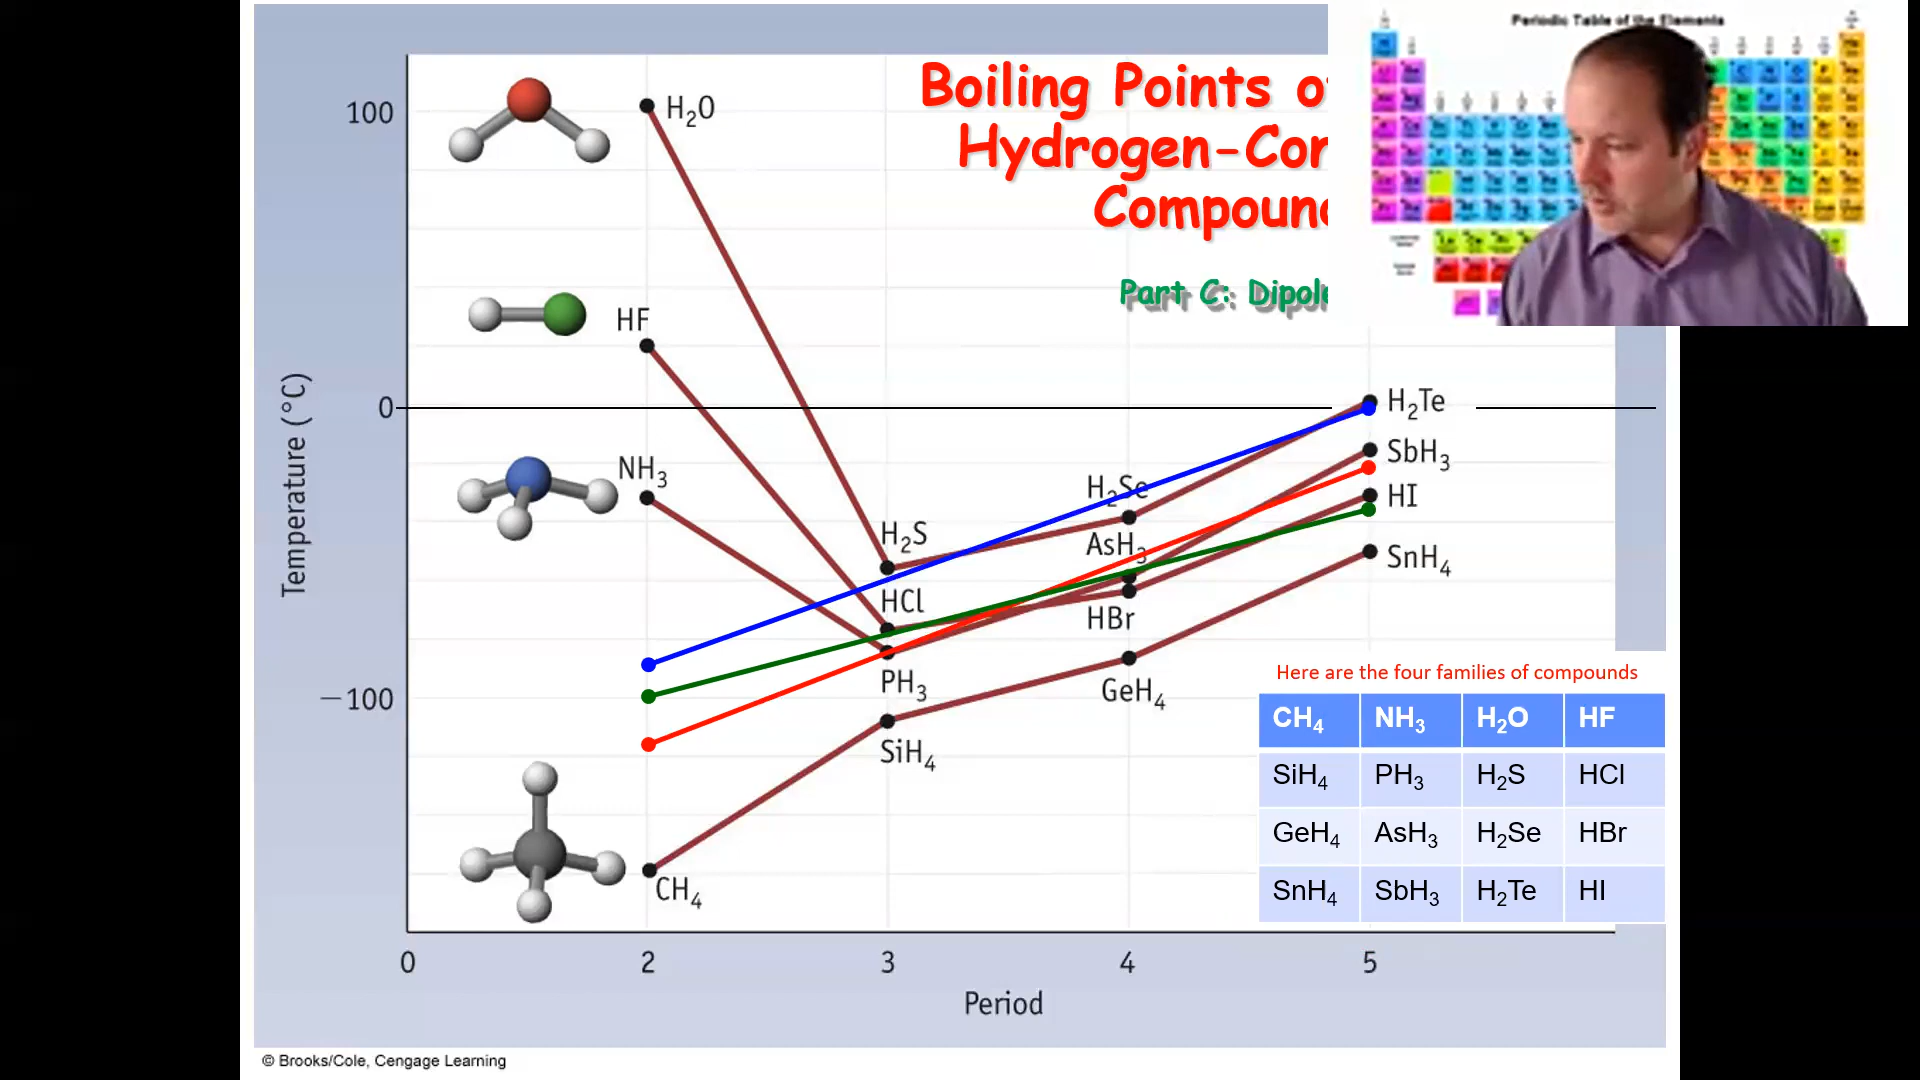 Periodic Table of the Elements
Boiling Points o
Hydrogen-Con
Compoun
Part C: Dipole
100
0
−100
Temperature (°C)
H₂O
HF
NH₃
CH₄
H₂S
HCl
PH₃
SiH₄
H₂Se
AsH₃
HBr
GeH₄
H₂Te
SbH₃
HI
SnH₄
Here are the four families of compounds
CH₄ NH₃ H₂O HF
SiH₄ PH₃ H₂S HCl
GeH₄ AsH₃ H₂Se HBr
SnH₄ SbH₃ H₂Te HI
0 2 3 4 5
Period
© Brooks/Cole, Cengage Learning